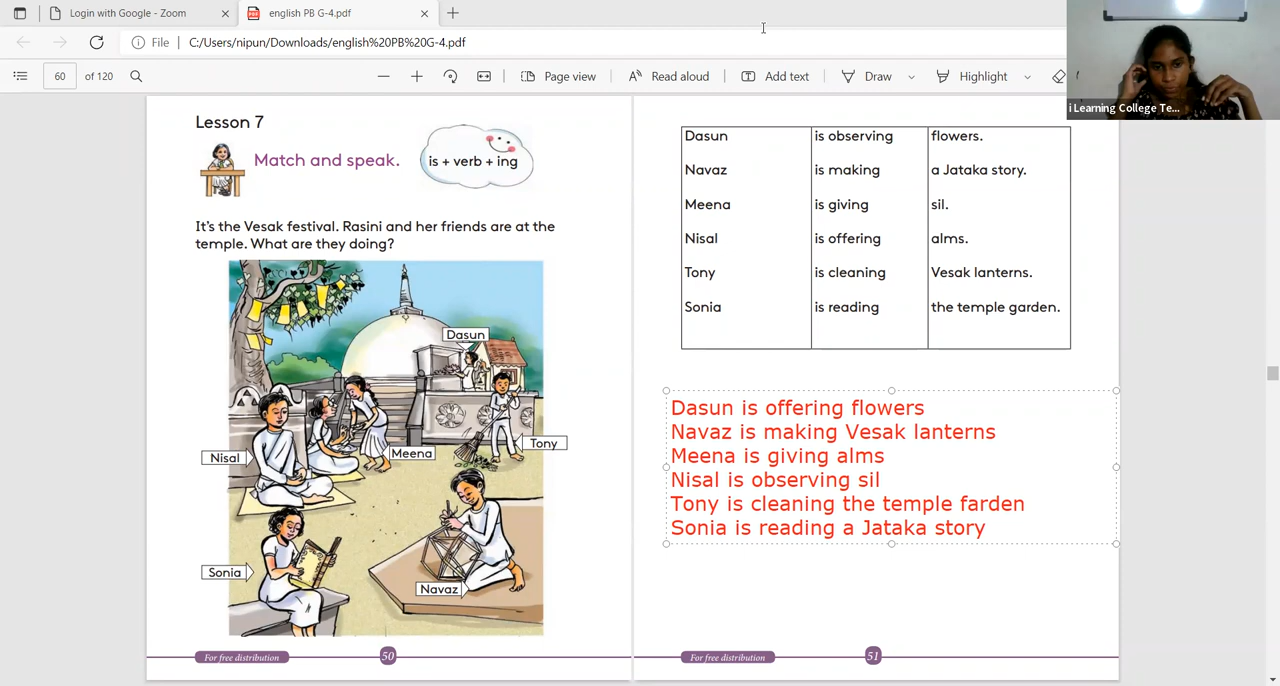 Login with Google - Zoom
english PB G-4.pdf
File
C:/Users/nipun/Downloads/english%20PB%20G-4.pdf
60 of 120
Page view
Read aloud
Add text
Draw
Highlight
i Learning College Te...
Lesson 7
Match and speak.
is + verb + ing
It's the Vesak festival. Rasini and her friends are at the
temple. What are they doing?
Dasun
Tony
Meena
Nisal
Sonia
Navaz
For free distribution
50
Dasun is observing flowers.
Navaz is making a Jataka story.
Meena is giving sil.
Nisal is offering alms.
Tony is cleaning Vesak lanterns.
Sonia is reading the temple garden.
Dasun is offering flowers
Navaz is making Vesak lanterns
Meena is giving alms
Nisal is observing sil
Tony is cleaning the temple farden
Sonia is reading a Jataka story
For free distribution
51